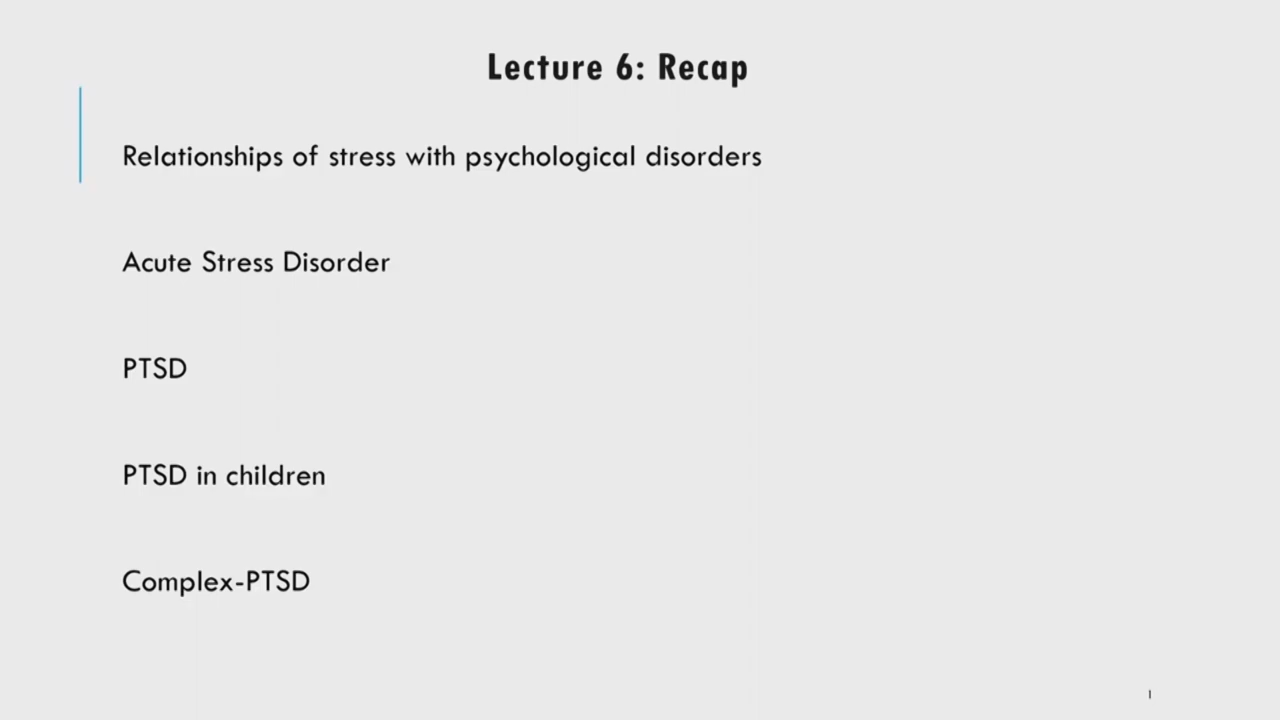 Lecture 6: Recap
Relationships of stress with psychological disorders
Acute Stress Disorder
PTSD
PTSD in children
Complex-PTSD
1